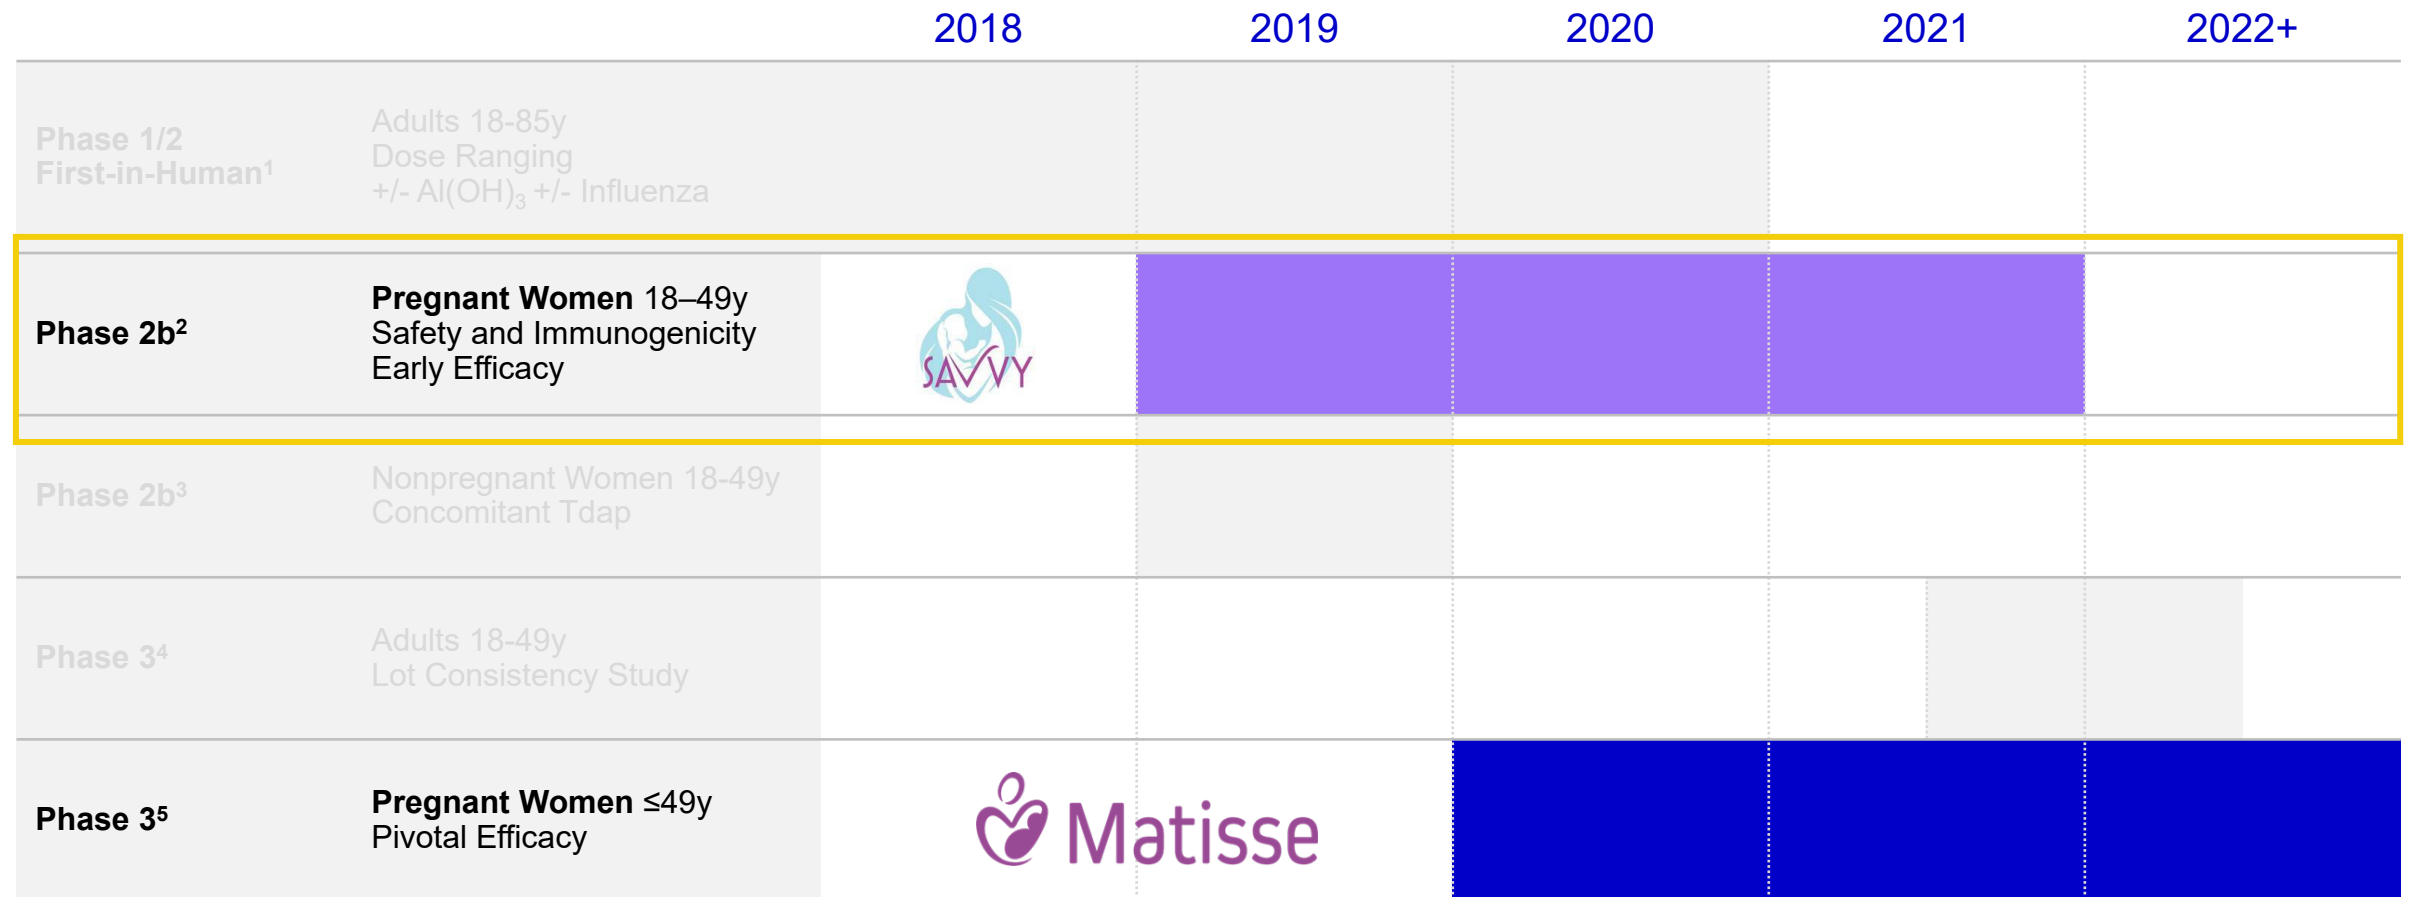 2018 2019 2020 2021 2022+
Phase 1/2
First-in-Human¹
Adults 18-85y
Dose Ranging
+/- Al(OH)₃ +/- Influenza
Phase 2b²
Pregnant Women 18–49y
Safety and Immunogenicity
Early Efficacy
SAVVY
Phase 2b³
Nonpregnant Women 18-49y
Concomitant Tdap
Phase 3⁴
Adults 18-49y
Lot Consistency Study
Phase 3⁵
Pregnant Women ≤49y
Pivotal Efficacy
Matisse